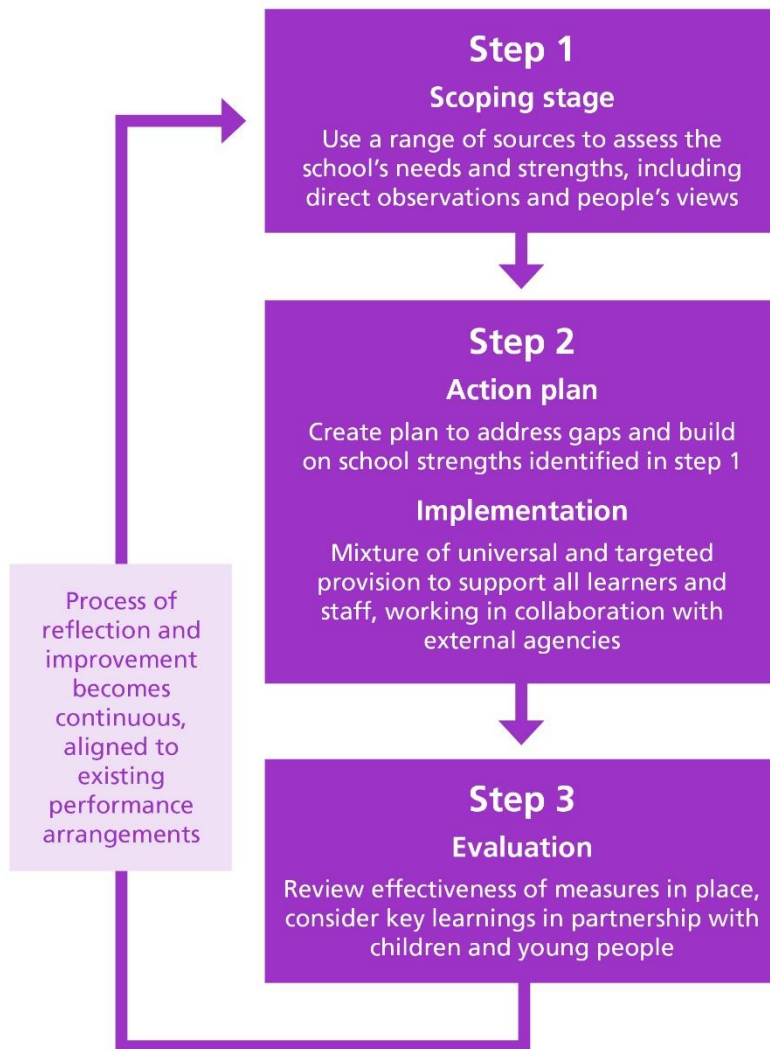 Step 1
Scoping stage
Use a range of sources to assess the
school’s needs and strengths, including
direct observations and people’s views
Step 2
Action plan
Create plan to address gaps and build
on school strengths identified in step 1
Implementation
Mixture of universal and targeted
provision to support all learners and
staff, working in collaboration with
external agencies
Step 3
Evaluation
Review effectiveness of measures in place,
consider key learnings in partnership with
children and young people
Process of
reflection and
improvement
becomes
continuous,
aligned to
existing
performance
arrangements